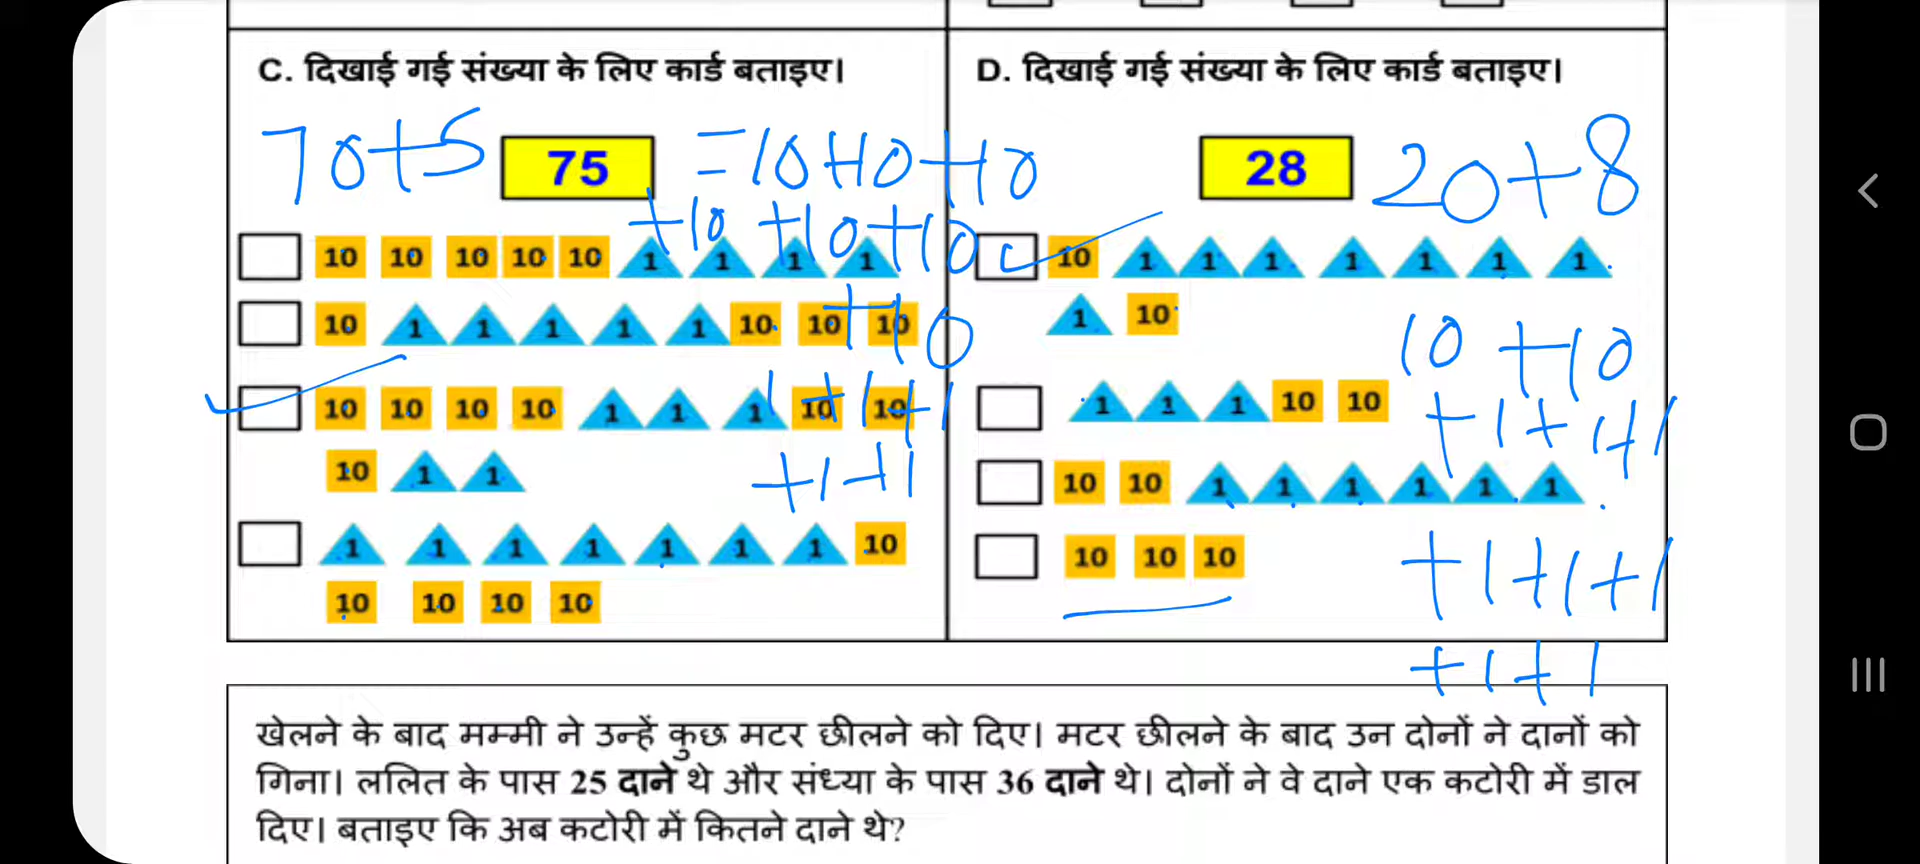 C. दिखाई गई संख्या के लिए कार्ड बताइए।
70+5 75 =10+10+10
+10 +10+10
+10
1+1+1
+1+1
10 10 10 10 10 1 1 1 1
10 1 1 1 1 1 10 10 10
10 10 10 10 1 1 1 10 10
10 1 1
1 1 1 1 1 1 1 10
10 10 10 10
D. दिखाई गई संख्या के लिए कार्ड बताइए।
28 20+8
10 1 1 1 1 1 1 1
1 10
1 1 1 10 10
10 10 1 1 1 1 1 1
10 10 10
10 +10
+1+1+1
+1+1+1
+1+1
खेलने के बाद मम्मी ने उन्हें कुछ मटर छीलने को दिए। मटर छीलने के बाद उन दोनों ने दानों को
गिना। ललित के पास 25 दाने थे और संध्या के पास 36 दाने थे। दोनों ने वे दाने एक कटोरी में डाल
दिए। बताइए कि अब कटोरी में कितने दाने थे?